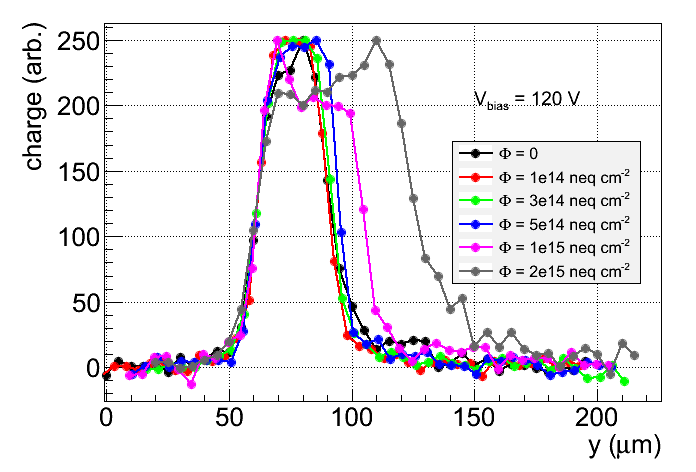 charge (arb.)
250
200
150
100
50
0
V_bias = 120 V
Φ = 0
Φ = 1e14 neq cm⁻²
Φ = 3e14 neq cm⁻²
Φ = 5e14 neq cm⁻²
Φ = 1e15 neq cm⁻²
Φ = 2e15 neq cm⁻²
0 50 100 150 200
y (μm)